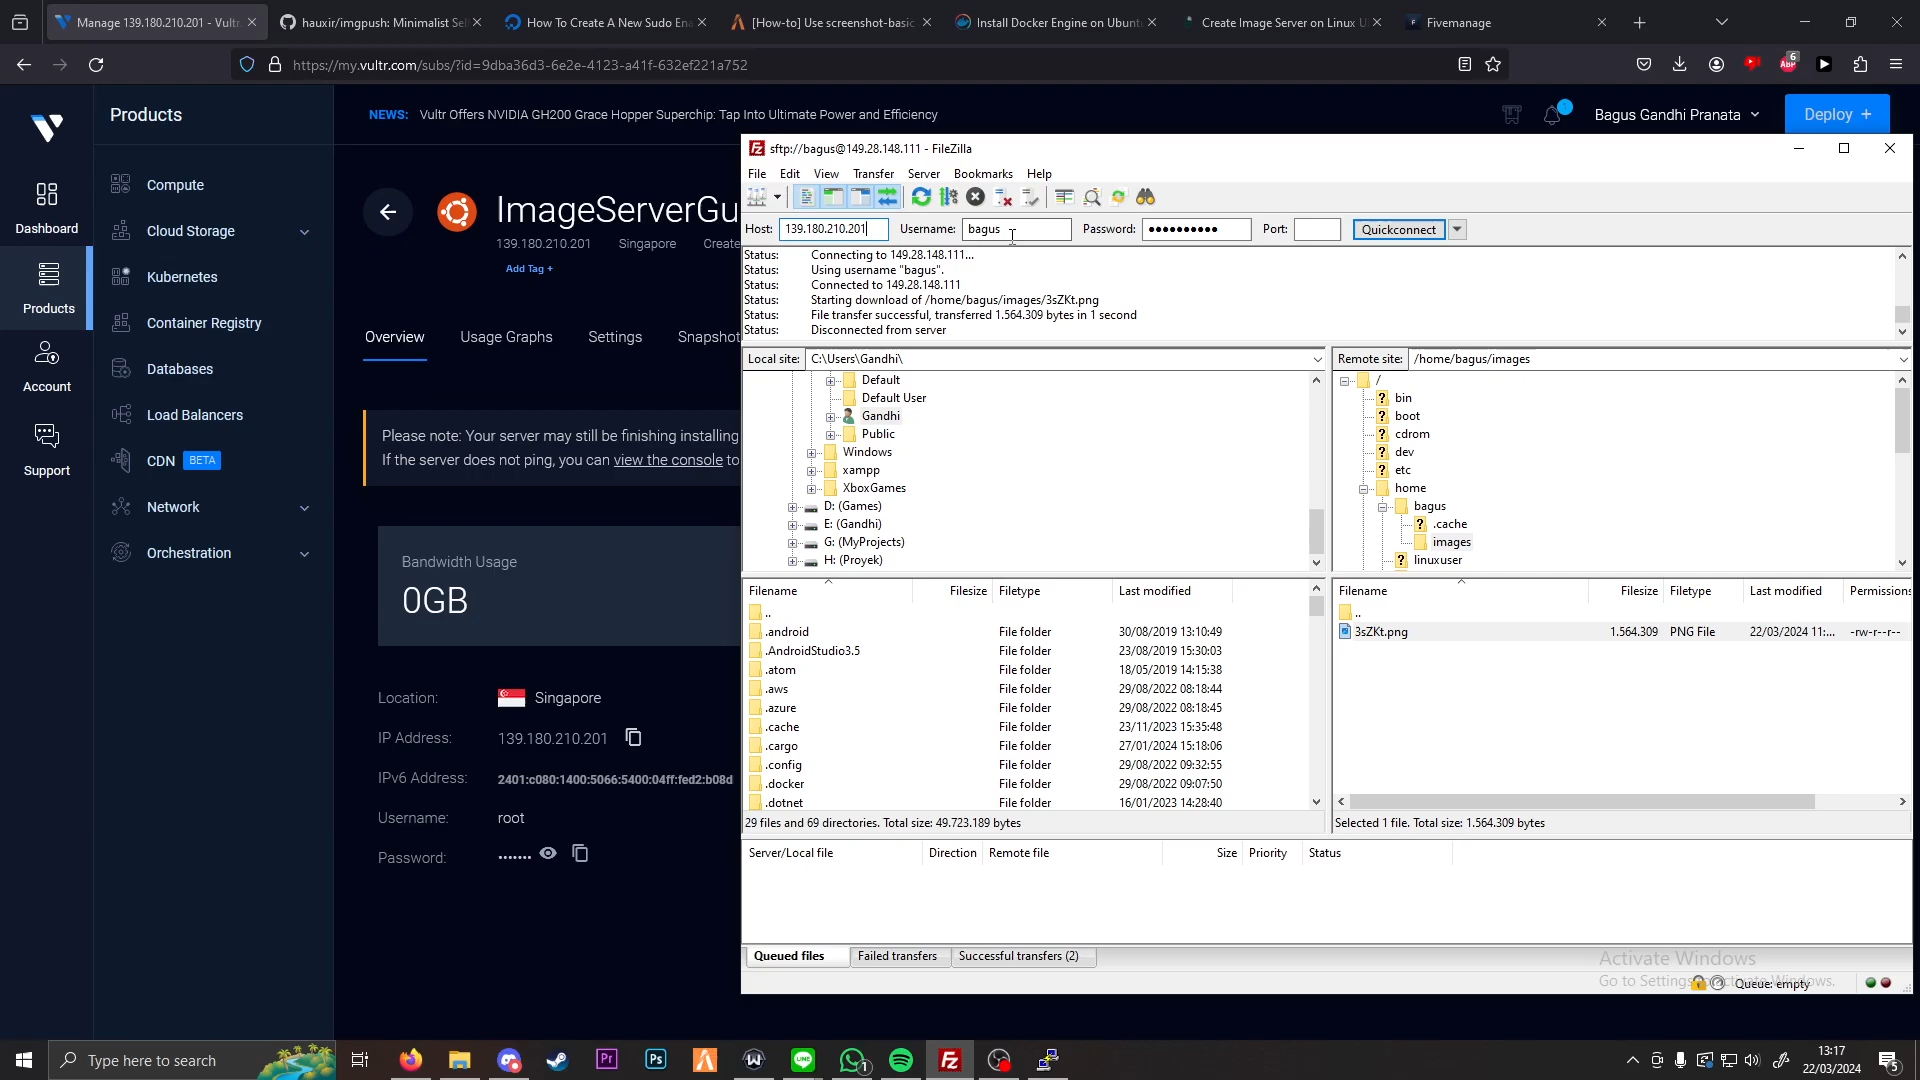 Manage 139.180.210.201 - Vultr
hauxir/imgpush: Minimalist Sel
How To Create A New Sudo Ena
[How-to] Use screenshot-basic
Install Docker Engine on Ubuntu
Create Image Server on Linux U
Fivemanage
https://my.vultr.com/subs/?id=9dba36d3-6e2e-4123-a41f-632ef221a752
6
Products
NEWS: Vultr Offers NVIDIA GH200 Grace Hopper Superchip: Tap Into Ultimate Power and Efficiency
Bagus Gandhi Pranata
Deploy +
Dashboard
Products
Account
Support
Compute
Cloud Storage
Kubernetes
Container Registry
Databases
Load Balancers
CDN BETA
Network
Orchestration
ImageServerGu
139.180.210.201 Singapore Create
Add Tag +
Overview Usage Graphs Settings Snapshot
Please note: Your server may still be finishing installing
If the server does not ping, you can view the console to
Bandwidth Usage
0GB
Location: Singapore
IP Address: 139.180.210.201
IPv6 Address: 2401:c080:1400:5066:5400:04ff:fed2:b08d
Username: root
Password: •••••••
sftp://bagus@149.28.148.111 - FileZilla
File Edit View Transfer Server Bookmarks Help
Host: 139.180.210.201 Username: bagus Password: ●●●●●●●●●● Port: Quickconnect
Status: Connecting to 149.28.148.111...
Status: Using username "bagus".
Status: Connected to 149.28.148.111
Status: Starting download of /home/bagus/images/3sZKt.png
Status: File transfer successful, transferred 1.564.309 bytes in 1 second
Status: Disconnected from server
Local site: C:\Users\Gandhi\
Default
Default User
Gandhi
Public
Windows
xampp
XboxGames
D: (Games)
E: (Gandhi)
G: (MyProjects)
H: (Proyek)
Remote site: /home/bagus/images
/
bin
boot
cdrom
dev
etc
home
bagus
.cache
images
linuxuser
Filename Filesize Filetype Last modified
..
.android File folder 30/08/2019 13:10:49
.AndroidStudio3.5 File folder 23/08/2019 15:30:03
.atom File folder 18/05/2019 14:15:38
.aws File folder 29/08/2022 08:18:44
.azure File folder 29/08/2022 08:18:45
.cache File folder 23/11/2023 15:35:48
.cargo File folder 27/01/2024 15:18:06
.config File folder 29/08/2022 09:32:55
.docker File folder 29/08/2022 09:07:50
.dotnet File folder 16/01/2023 14:28:40
29 files and 69 directories. Total size: 49.723.189 bytes
Filename Filesize Filetype Last modified Permissions
..
3sZKt.png 1.564.309 PNG File 22/03/2024 11:... -rw-r--r--
Selected 1 file. Total size: 1.564.309 bytes
Server/Local file Direction Remote file Size Priority Status
Queued files Failed transfers Successful transfers (2)
Activate Windows
Go to Settings to activate Windows.
Queue: empty
Type here to search
1
13:17
22/03/2024
5